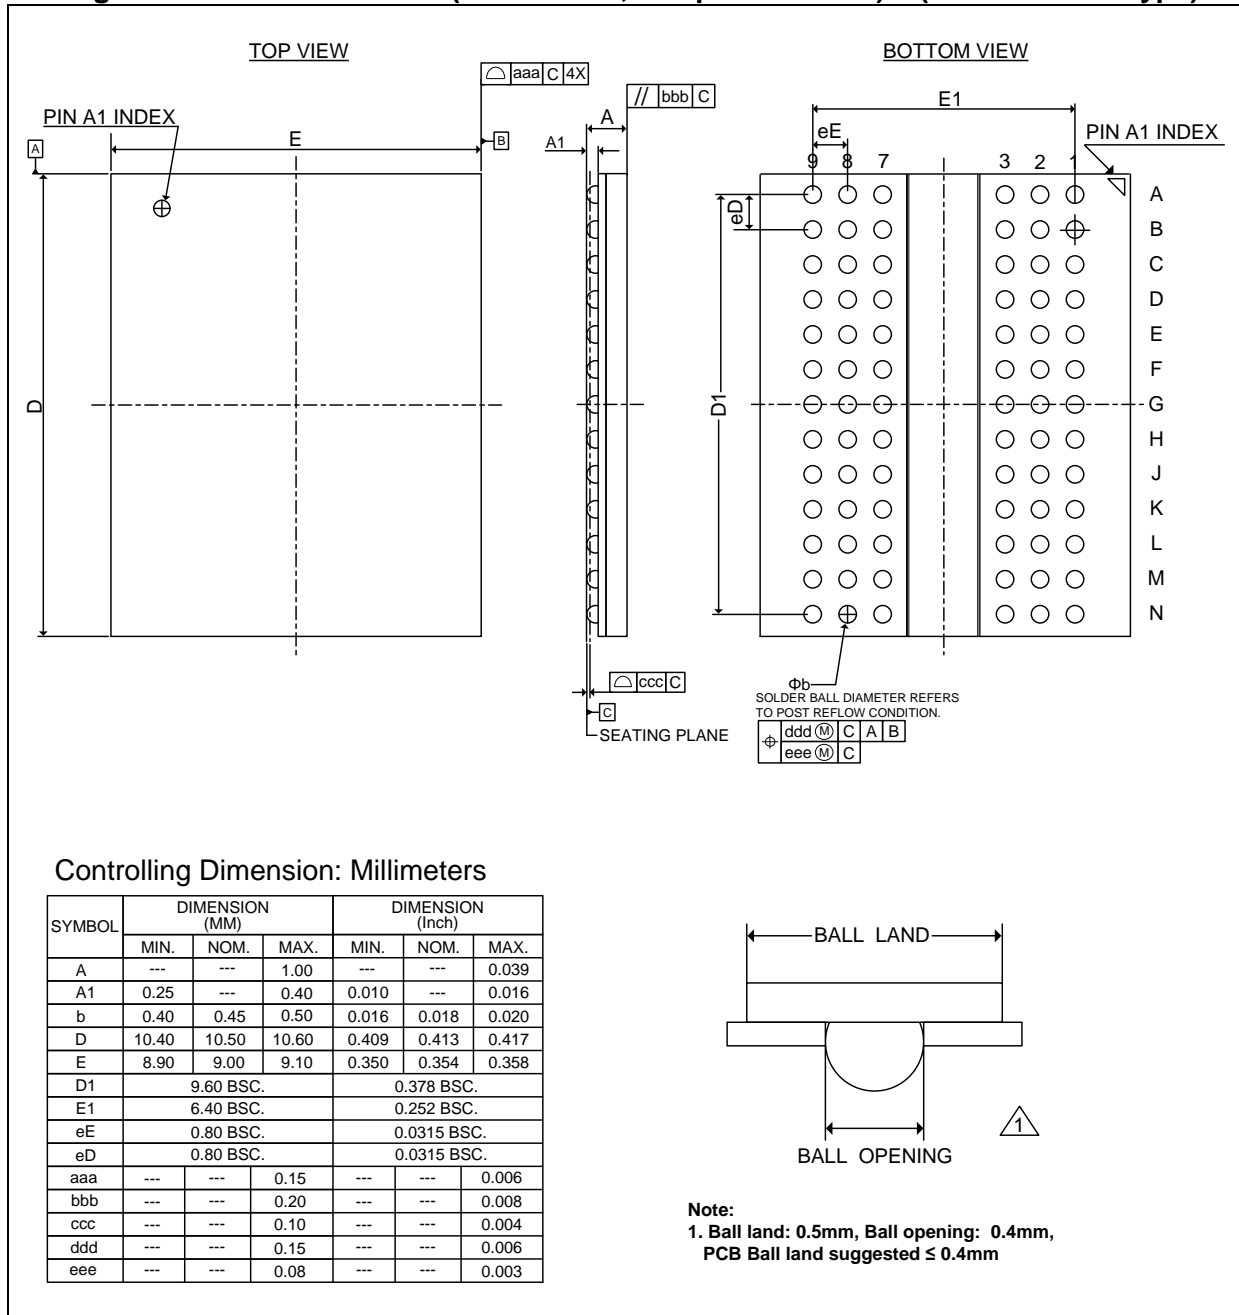 TOP VIEW
BOTTOM VIEW
aaa C 4X
// bbb C
PIN A1 INDEX
PIN A1 INDEX
A
B
E
A
A1
E1
eE
eD
9 8 7 3 2 1
A
B
C
D
E
F
G
H
J
K
L
M
N
D
D1
ccc C
C
SEATING PLANE
Φb
SOLDER BALL DIAMETER REFERS
TO POST REFLOW CONDITION.
ddd M C A B
eee M C
Controlling Dimension: Millimeters
SYMBOL DIMENSION (MM) DIMENSION (Inch)
MIN. NOM. MAX. MIN. NOM. MAX.
A --- --- 1.00 --- --- 0.039
A1 0.25 --- 0.40 0.010 --- 0.016
b 0.40 0.45 0.50 0.016 0.018 0.020
D 10.40 10.50 10.60 0.409 0.413 0.417
E 8.90 9.00 9.10 0.350 0.354 0.358
D1 9.60 BSC. 0.378 BSC.
E1 6.40 BSC. 0.252 BSC.
eE 0.80 BSC. 0.0315 BSC.
eD 0.80 BSC. 0.0315 BSC.
aaa --- --- 0.15 --- --- 0.006
bbb --- --- 0.20 --- --- 0.008
ccc --- --- 0.10 --- --- 0.004
ddd --- --- 0.15 --- --- 0.006
eee --- --- 0.08 --- --- 0.003
BALL LAND
1
BALL OPENING
Note:
1. Ball land: 0.5mm, Ball opening: 0.4mm,
PCB Ball land suggested ≤ 0.4mm